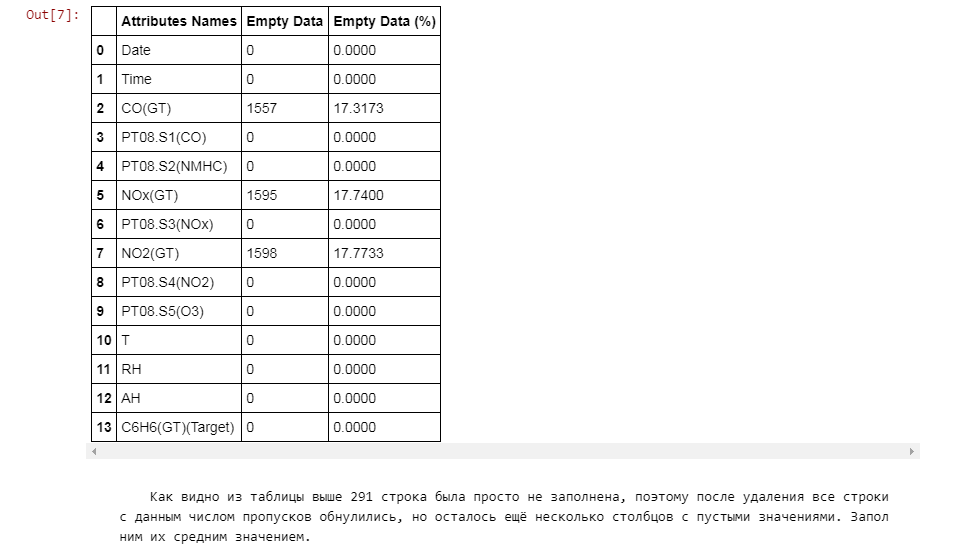 Out[7]:
Attributes Names Empty Data Empty Data (%)
0 Date 0 0.0000
1 Time 0 0.0000
2 CO(GT) 1557 17.3173
3 PT08.S1(CO) 0 0.0000
4 PT08.S2(NMHC) 0 0.0000
5 NOx(GT) 1595 17.7400
6 PT08.S3(NOx) 0 0.0000
7 NO2(GT) 1598 17.7733
8 PT08.S4(NO2) 0 0.0000
9 PT08.S5(O3) 0 0.0000
10 T 0 0.0000
11 RH 0 0.0000
12 AH 0 0.0000
13 C6H6(GT)(Target) 0 0.0000
Как видно из таблицы выше 291 строка была просто не заполнена, поэтому после удаления все строки
с данным числом пропусков обнулились, но осталось ещё несколько столбцов с пустыми значениями. Запол
ним их средним значением.